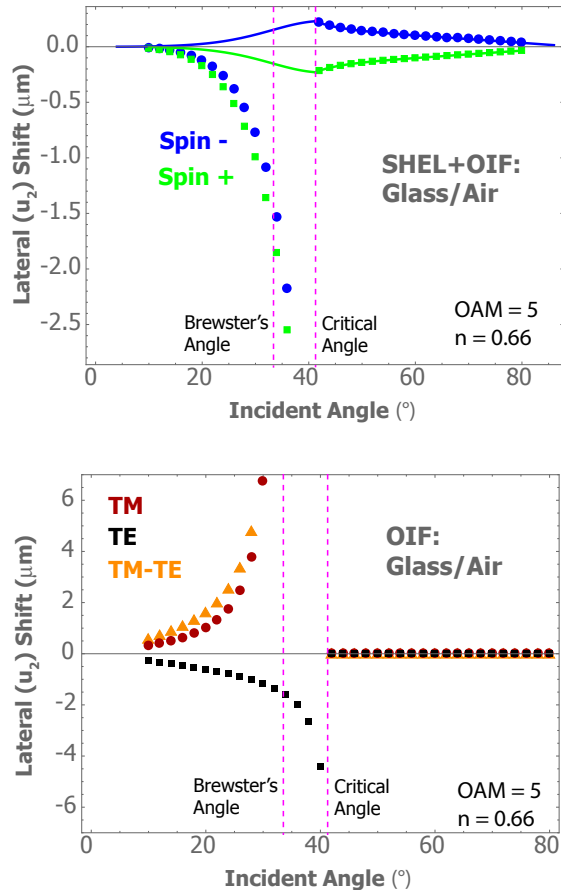 0.0
-0.5
-1.0
-1.5
-2.0
-2.5
Lateral (u₂) Shift (μm)
Spin -
Spin +
SHEL+OIF:
Glass/Air
Brewster's
Angle
Critical
Angle
OAM = 5
n = 0.66
0 20 40 60 80
Incident Angle (°)
6
4
2
0
-2
-4
-6
Lateral (u₂) Shift (μm)
TM
TE
TM-TE
OIF:
Glass/Air
Brewster's
Angle
Critical
Angle
OAM = 5
n = 0.66
0 20 40 60 80
Incident Angle (°)